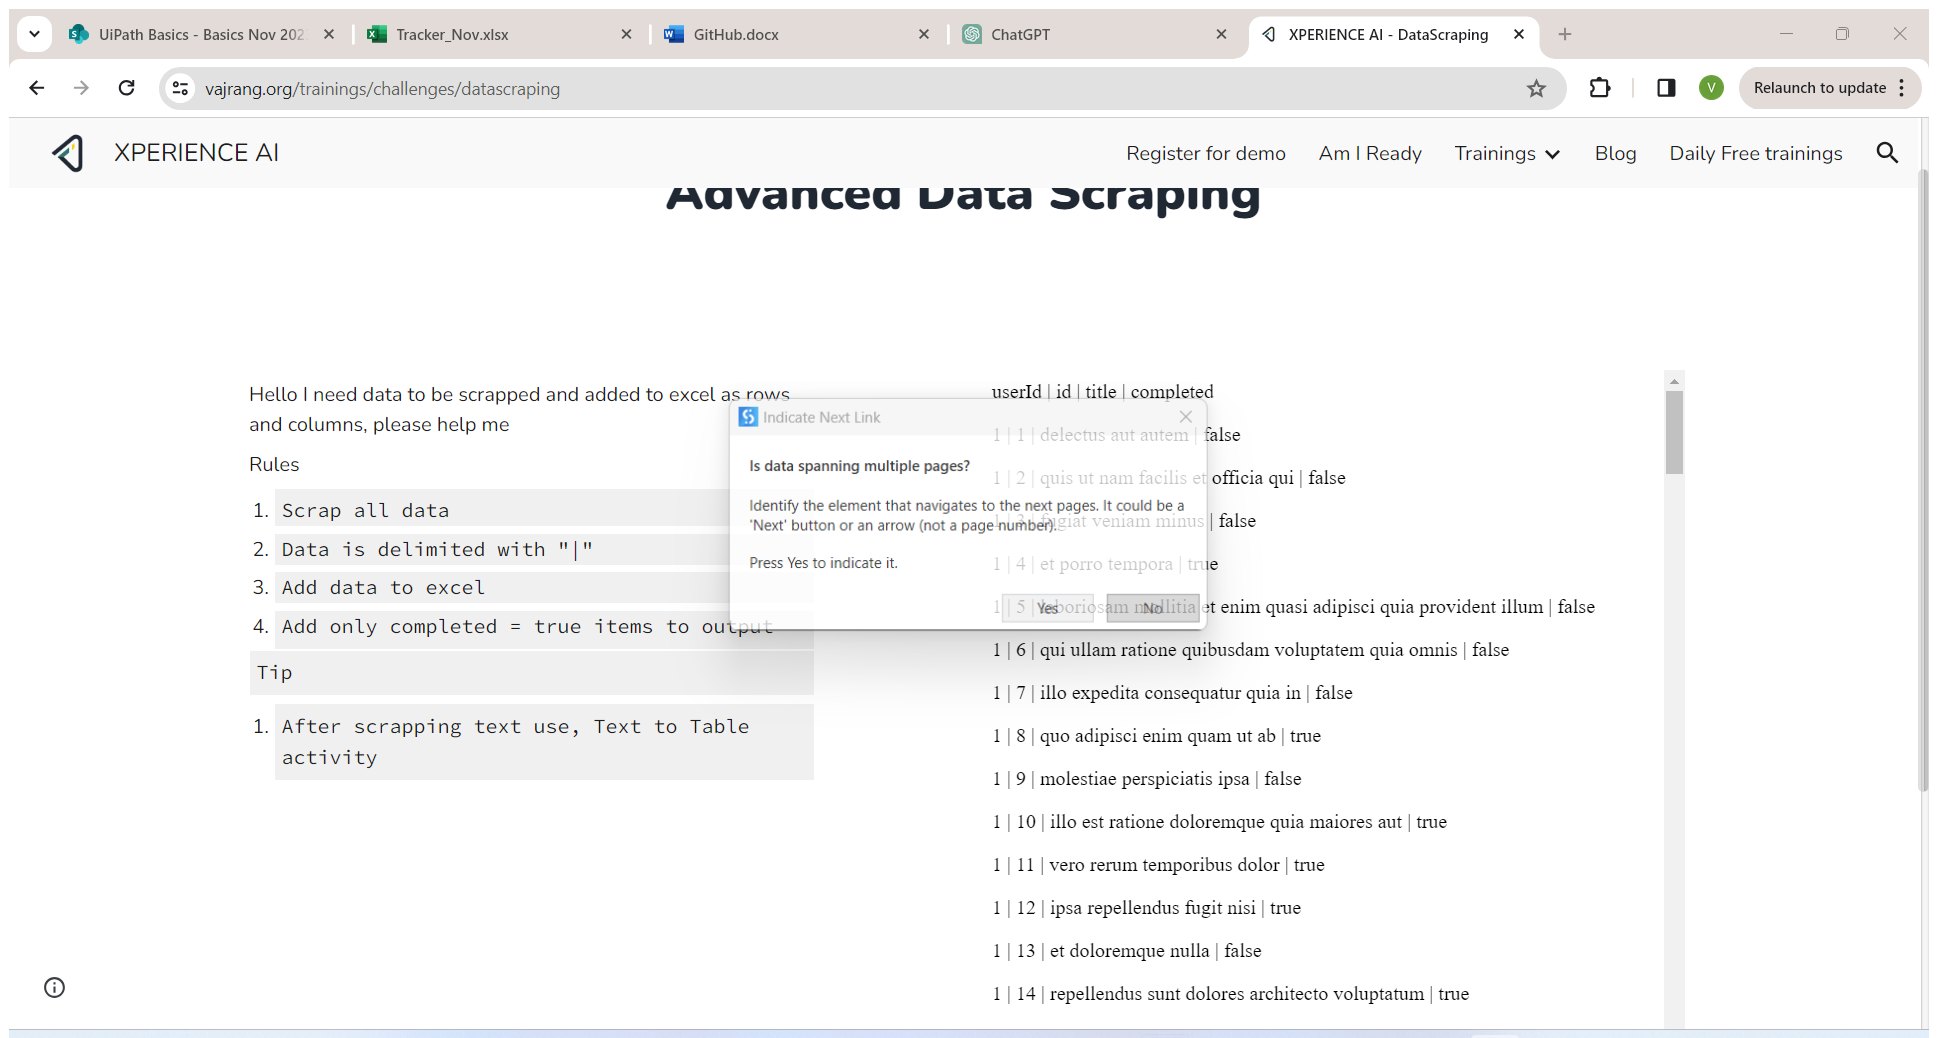 UiPath Basics - Basics Nov 202
Tracker_Nov.xlsx
GitHub.docx
ChatGPT
XPERIENCE AI - DataScraping
vajrang.org/trainings/challenges/datascraping
V
Relaunch to update
XPERIENCE AI
Register for demo
Am I Ready
Trainings
Blog
Daily Free trainings
Advanced Data Scraping
Hello I need data to be scrapped and added to excel as rows
and columns, please help me
Rules
1. Scrap all data
2. Data is delimited with "|"
3. Add data to excel
4. Add only completed = true items to output
Tip
1. After scrapping text use, Text to Table
activity
Indicate Next Link
Is data spanning multiple pages?
Identify the element that navigates to the next pages. It could be a
'Next' button or an arrow (not a page number).
Press Yes to indicate it.
Yes
No
userId | id | title | completed
1 | 1 | delectus aut autem | false
1 | 2 | quis ut nam facilis et officia qui | false
1 | 3 | fugiat veniam minus | false
1 | 4 | et porro tempora | true
1 | 5 | laboriosam mollitia et enim quasi adipisci quia provident illum | false
1 | 6 | qui ullam ratione quibusdam voluptatem quia omnis | false
1 | 7 | illo expedita consequatur quia in | false
1 | 8 | quo adipisci enim quam ut ab | true
1 | 9 | molestiae perspiciatis ipsa | false
1 | 10 | illo est ratione doloremque quia maiores aut | true
1 | 11 | vero rerum temporibus dolor | true
1 | 12 | ipsa repellendus fugit nisi | true
1 | 13 | et doloremque nulla | false
1 | 14 | repellendus sunt dolores architecto voluptatum | true